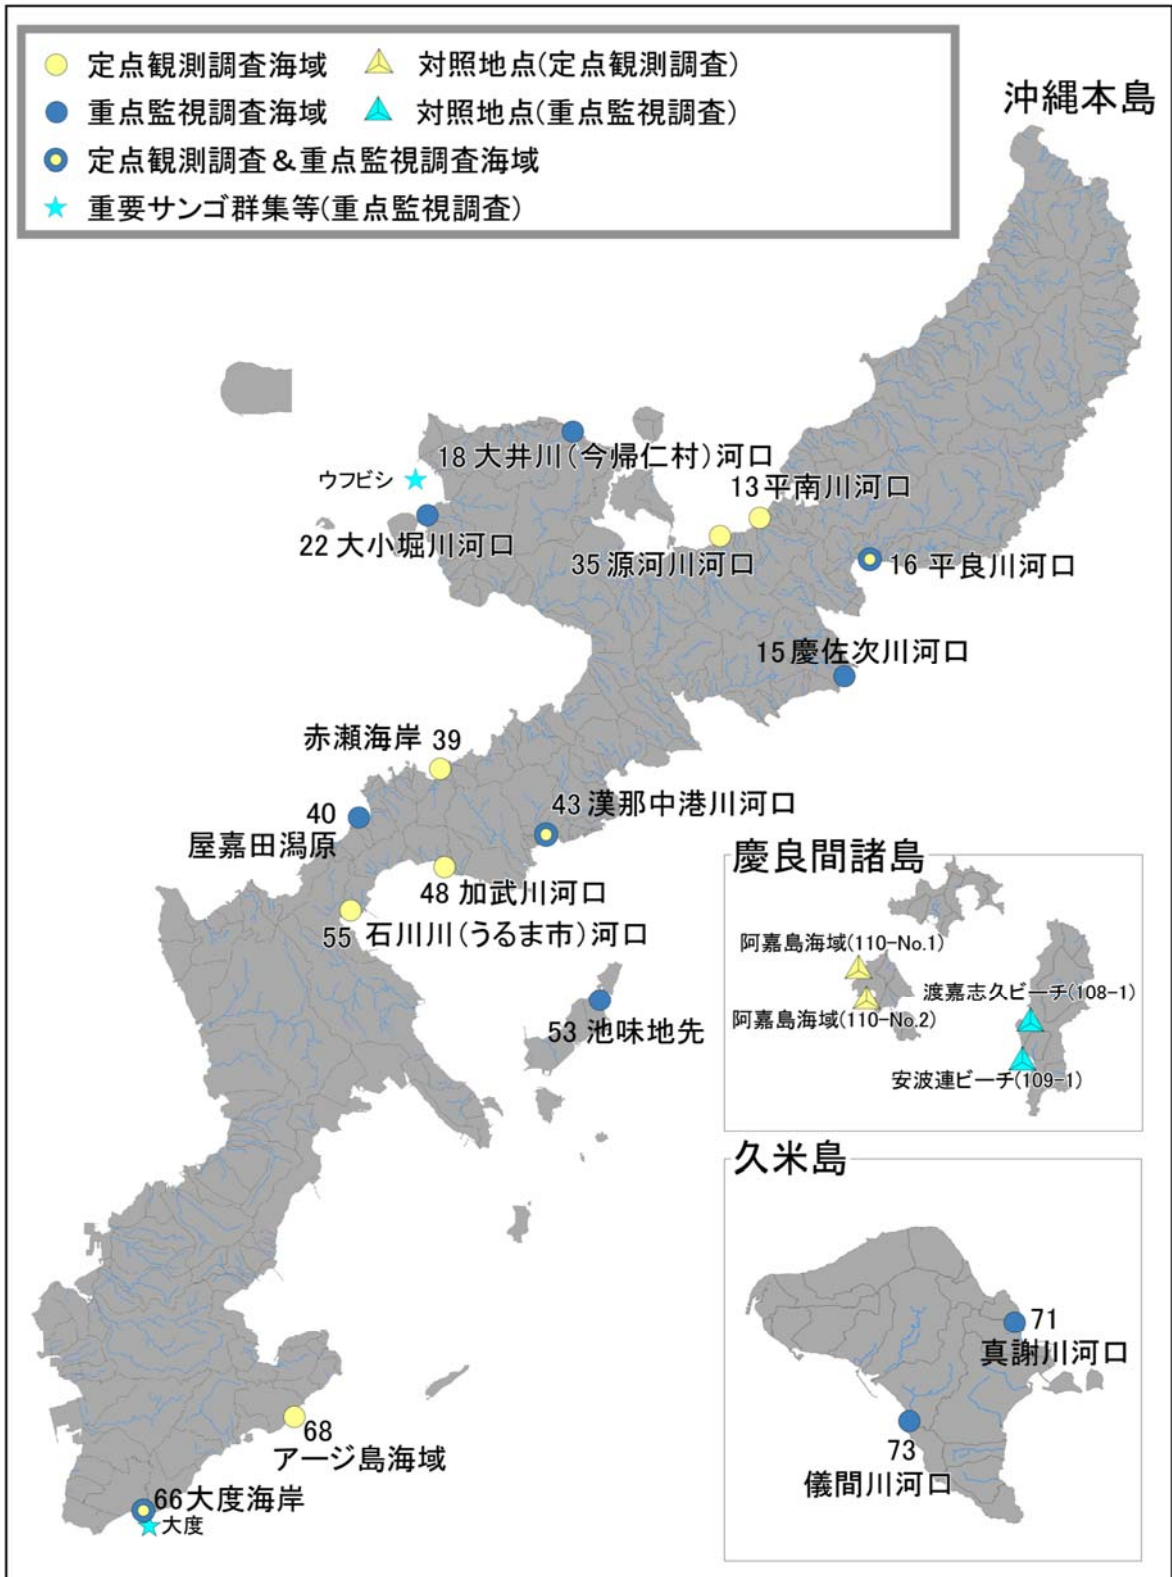 定点観測調査海域
対照地点(定点観測調査)
重点監視調査海域
対照地点(重点監視調査)
定点観測調査&重点監視調査海域
重要サンゴ群集等(重点監視調査)
沖縄本島
18 大井川(今帰仁村)河口
ウフビシ
13 平南川河口
22 大小堀川河口
35 源河川河口
16 平良川河口
15 慶佐次川河口
赤瀬海岸 39
40
屋嘉田潟原
43 漢那中港川河口
48 加武川河口
55 石川川(うるま市)河口
53 池味地先
慶良間諸島
阿嘉島海域(110-No.1)
渡嘉志久ビーチ(108-1)
阿嘉島海域(110-No.2)
安波連ビーチ(109-1)
久米島
71
真謝川河口
73
儀間川河口
68
アージ島海域
66 大度海岸
大度